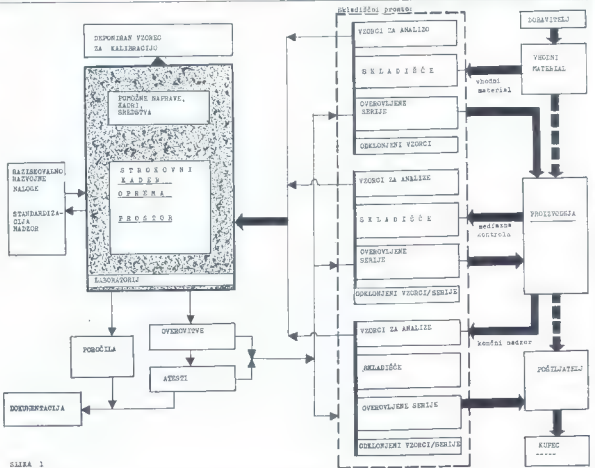 Skladiščni prostor
DEPONIRAN VZOREC
ZA KALIBRACIJO
POMOŽNE NAPRAVE,
KADRI,
SREDSTVA
STROKOVNI
KADER
OPREMA
PROSTOR
LABORATORIJ
RAZISKOVALNO
RAZVOJNE
NALOGE
STANDARDIZA-
CIJA
NADZOR
POROČILA
OVEROVITVE
ATESTI
DOKUMENTACIJA
VZORCI ZA ANALIZO
SKLADIŠČE
OVEROVLJENE
SERIJE
ODKLONJENI VZORCI
VZORCI ZA ANALIZE
SKLADIŠČE
OVEROVLJENE
SERIJE
ODKLONJENI VZORCI/SERIJE
VZORCI ZA ANALIZE
SKLADIŠČE
OVEROVLJENE SERIJE
ODKLONJENI VZORCI/SERIJE
DOBAVITELJ
VHODNI
MATERIAL
vhodni
material
PROIZVODNJA
medfazna
kontrola
končni nadzor
POŠILJATELJ
KUPEC
SLIKA 1